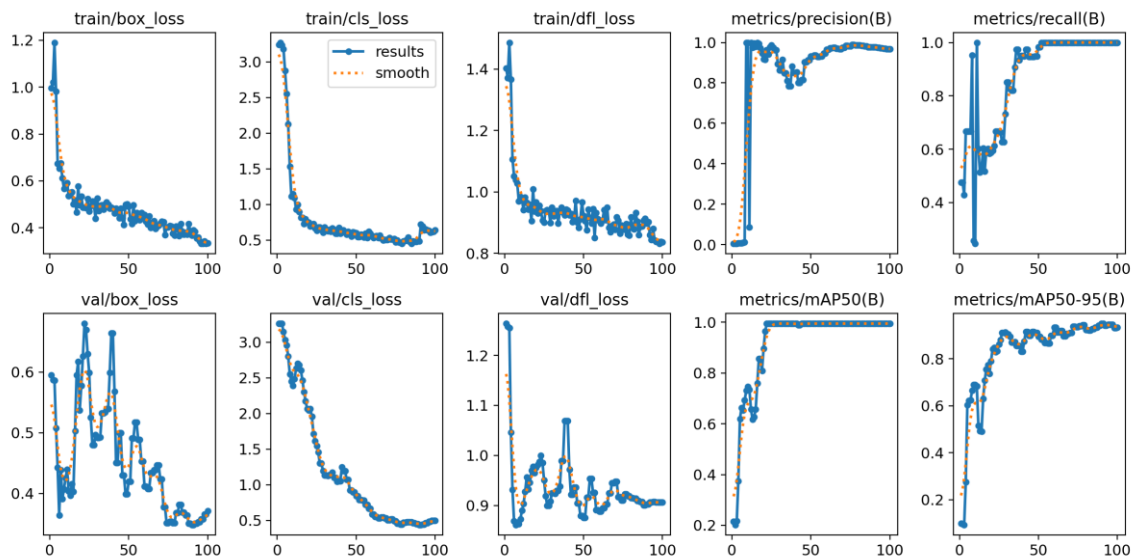 train/box_loss
train/cls_loss
train/dfl_loss
metrics/precision(B)
metrics/recall(B)
1.2
1.0
0.8
0.6
0.4
0 50 100
3.0
2.5
2.0
1.5
1.0
0.5
results
smooth
0 50 100
1.4
1.2
1.0
0.8
0 50 100
1.0
0.8
0.6
0.4
0.2
0.0
0 50 100
1.0
0.8
0.6
0.4
0 50 100
val/box_loss
val/cls_loss
val/dfl_loss
metrics/mAP50(B)
metrics/mAP50-95(B)
0.6
0.5
0.4
0 50 100
3.0
2.5
2.0
1.5
1.0
0.5
0 50 100
1.2
1.1
1.0
0.9
0 50 100
1.0
0.8
0.6
0.4
0.2
0 50 100
0.8
0.6
0.4
0.2
0 50 100